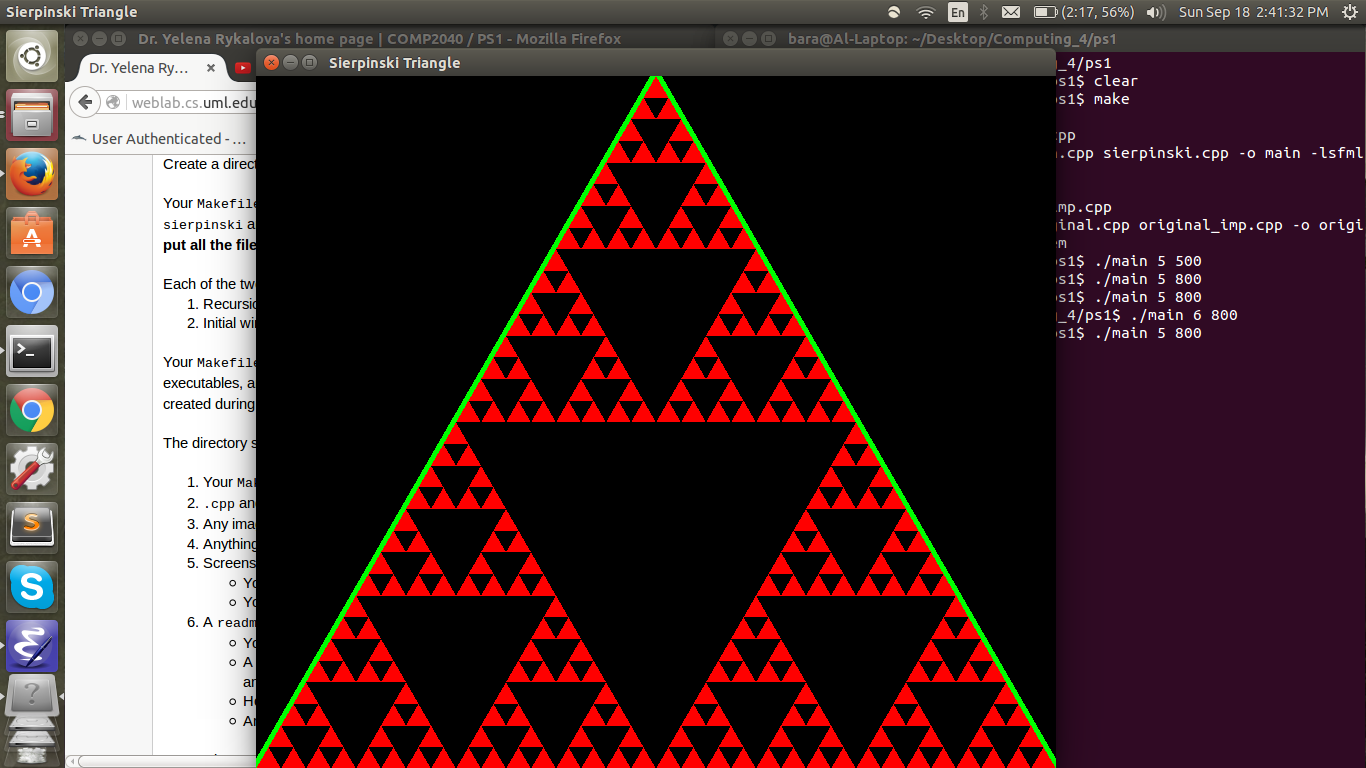 Sierpinski Triangle
En
(2:17, 56%)
Sun Sep 18 2:41:32 PM
Dr. Yelena Rykalova's home page | COMP2040 / PS1 - Mozilla Firefox
bara@Al-Laptop: ~/Desktop/Computing_4/ps1
Dr. Yelena Ry…
weblab.cs.uml.edu
User Authenticated - …
Create a direct
Your Makefile
sierpinski a
put all the file
Each of the tw
1. Recursi
2. Initial wi
Your Makefile
executables, a
created during
The directory s
1. Your Mak
2. .cpp an
3. Any ima
4. Anything
5. Screens
Yo
Yo
6. A readm
Yo
A
an
Ho
An
Sierpinski Triangle
_4/ps1
ps1$ clear
ps1$ make
cpp
.cpp sierpinski.cpp -o main -lsfml
mp.cpp
ginal.cpp original_imp.cpp -o origi
em
ps1$ ./main 5 500
ps1$ ./main 5 800
ps1$ ./main 5 800
g_4/ps1$ ./main 6 800
ps1$ ./main 5 800